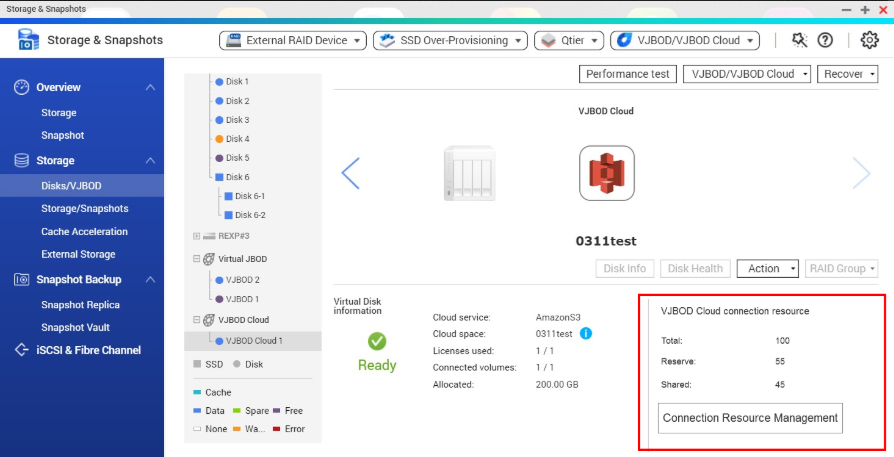 Storage & Snapshots
Storage & Snapshots
External RAID Device
SSD Over-Provisioning
Qtier
VJBOD/VJBOD Cloud
Overview
Storage
Snapshot
Storage
Disks/VJBOD
Storage/Snapshots
Cache Acceleration
External Storage
Snapshot Backup
Snapshot Replica
Snapshot Vault
iSCSI & Fibre Channel
Disk 1
Disk 2
Disk 3
Disk 4
Disk 5
Disk 6
Disk 6-1
Disk 6-2
REXP#3
Virtual JBOD
VJBOD 2
VJBOD 1
VJBOD Cloud
VJBOD Cloud 1
SSD Disk
Cache
Data Spare Free
None Wa... Error
Performance test
VJBOD/VJBOD Cloud
Recover
VJBOD Cloud
0311test
Disk Info
Disk Health
Action
RAID Group
Virtual Disk
information
Ready
Cloud service: AmazonS3
Cloud space: 0311test
Licenses used: 1 / 1
Connected volumes: 1 / 1
Allocated: 200.00 GB
VJBOD Cloud connection resource
Total: 100
Reserve: 55
Shared: 45
Connection Resource Management